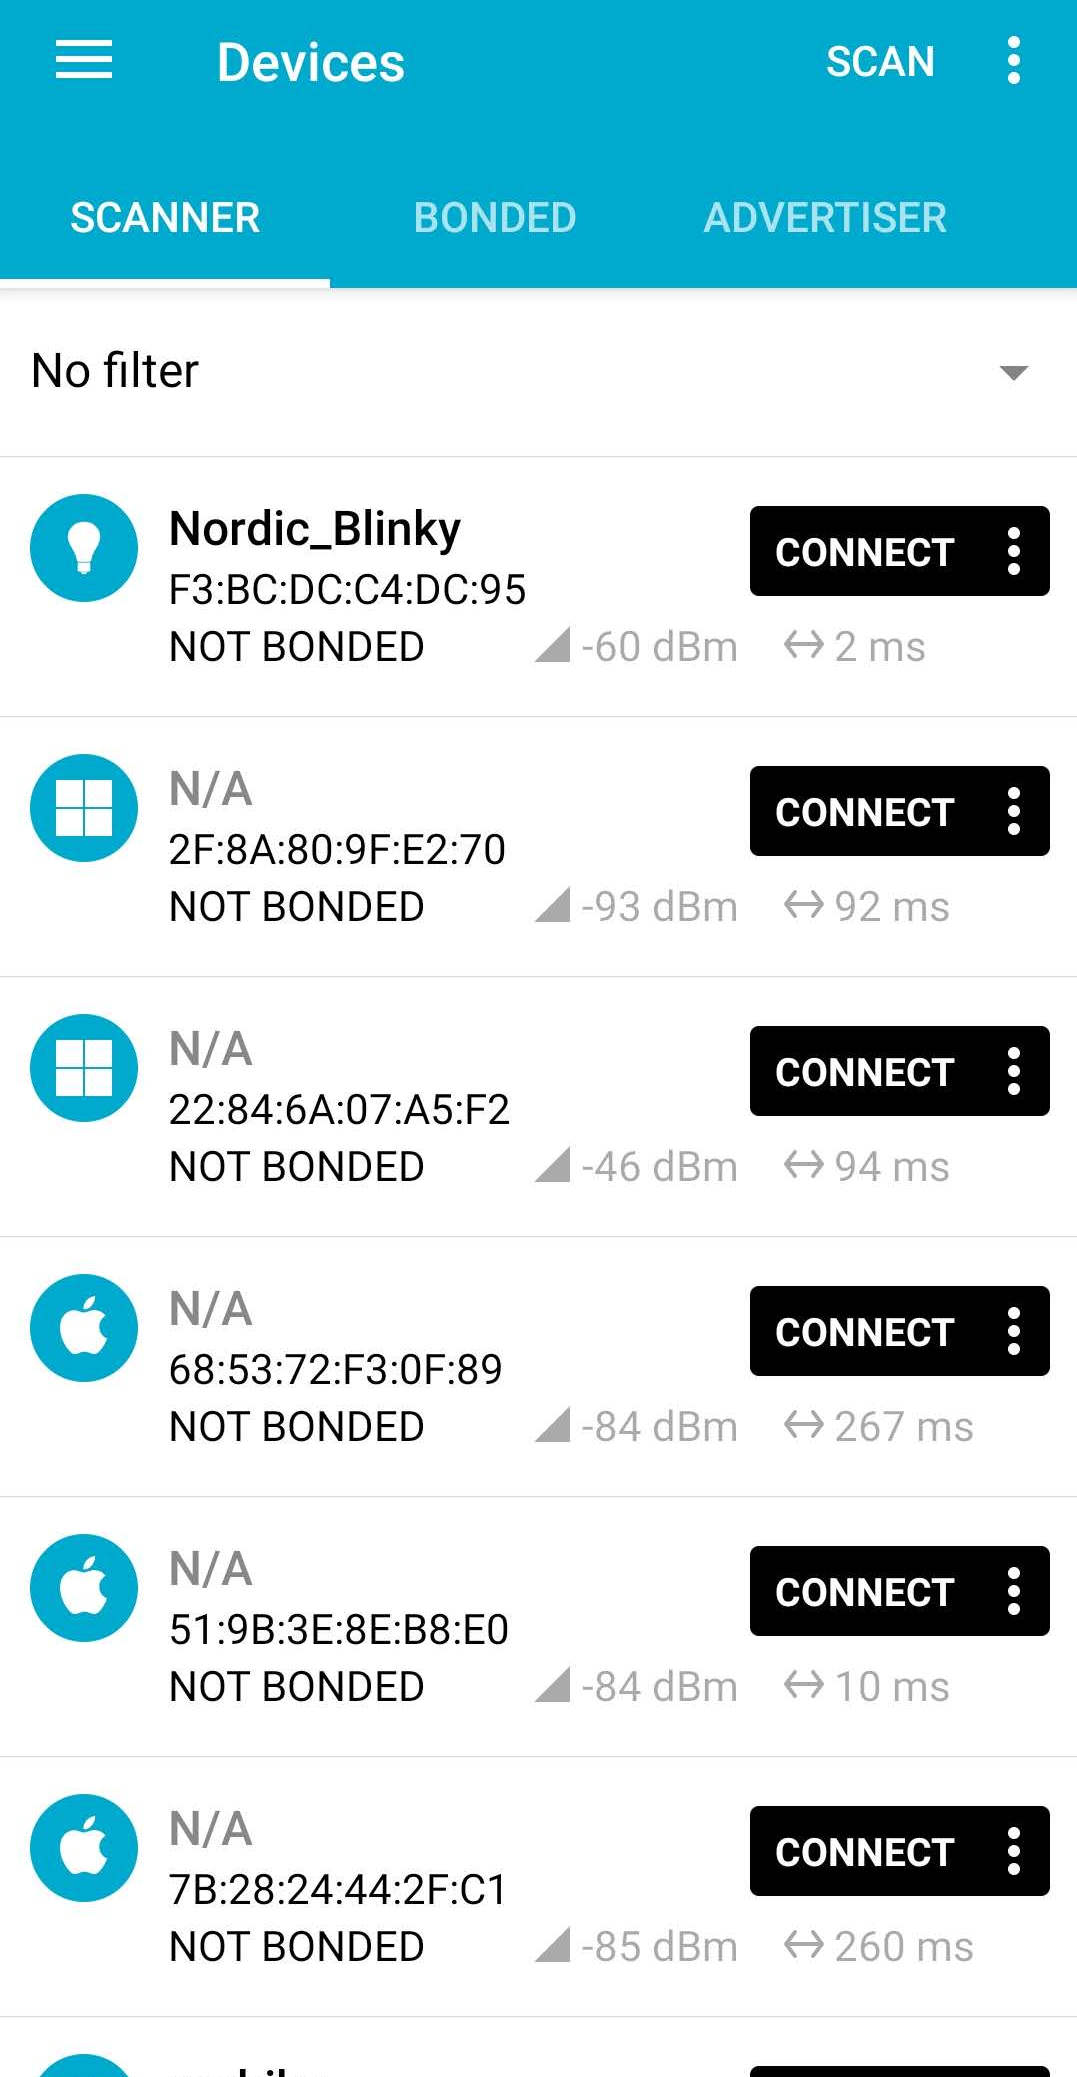 Devices SCAN
SCANNER BONDED ADVERTISER
No filter
Nordic_Blinky
CONNECT
F3:BC:DC:C4:DC:95
NOT BONDED -60 dBm 2 ms
N/A
CONNECT
2F:8A:80:9F:E2:70
NOT BONDED -93 dBm 92 ms
N/A
CONNECT
22:84:6A:07:A5:F2
NOT BONDED -46 dBm 94 ms
N/A
CONNECT
68:53:72:F3:0F:89
NOT BONDED -84 dBm 267 ms
N/A
CONNECT
51:9B:3E:8E:B8:E0
NOT BONDED -84 dBm 10 ms
N/A
CONNECT
7B:28:24:44:2F:C1
NOT BONDED -85 dBm 260 ms